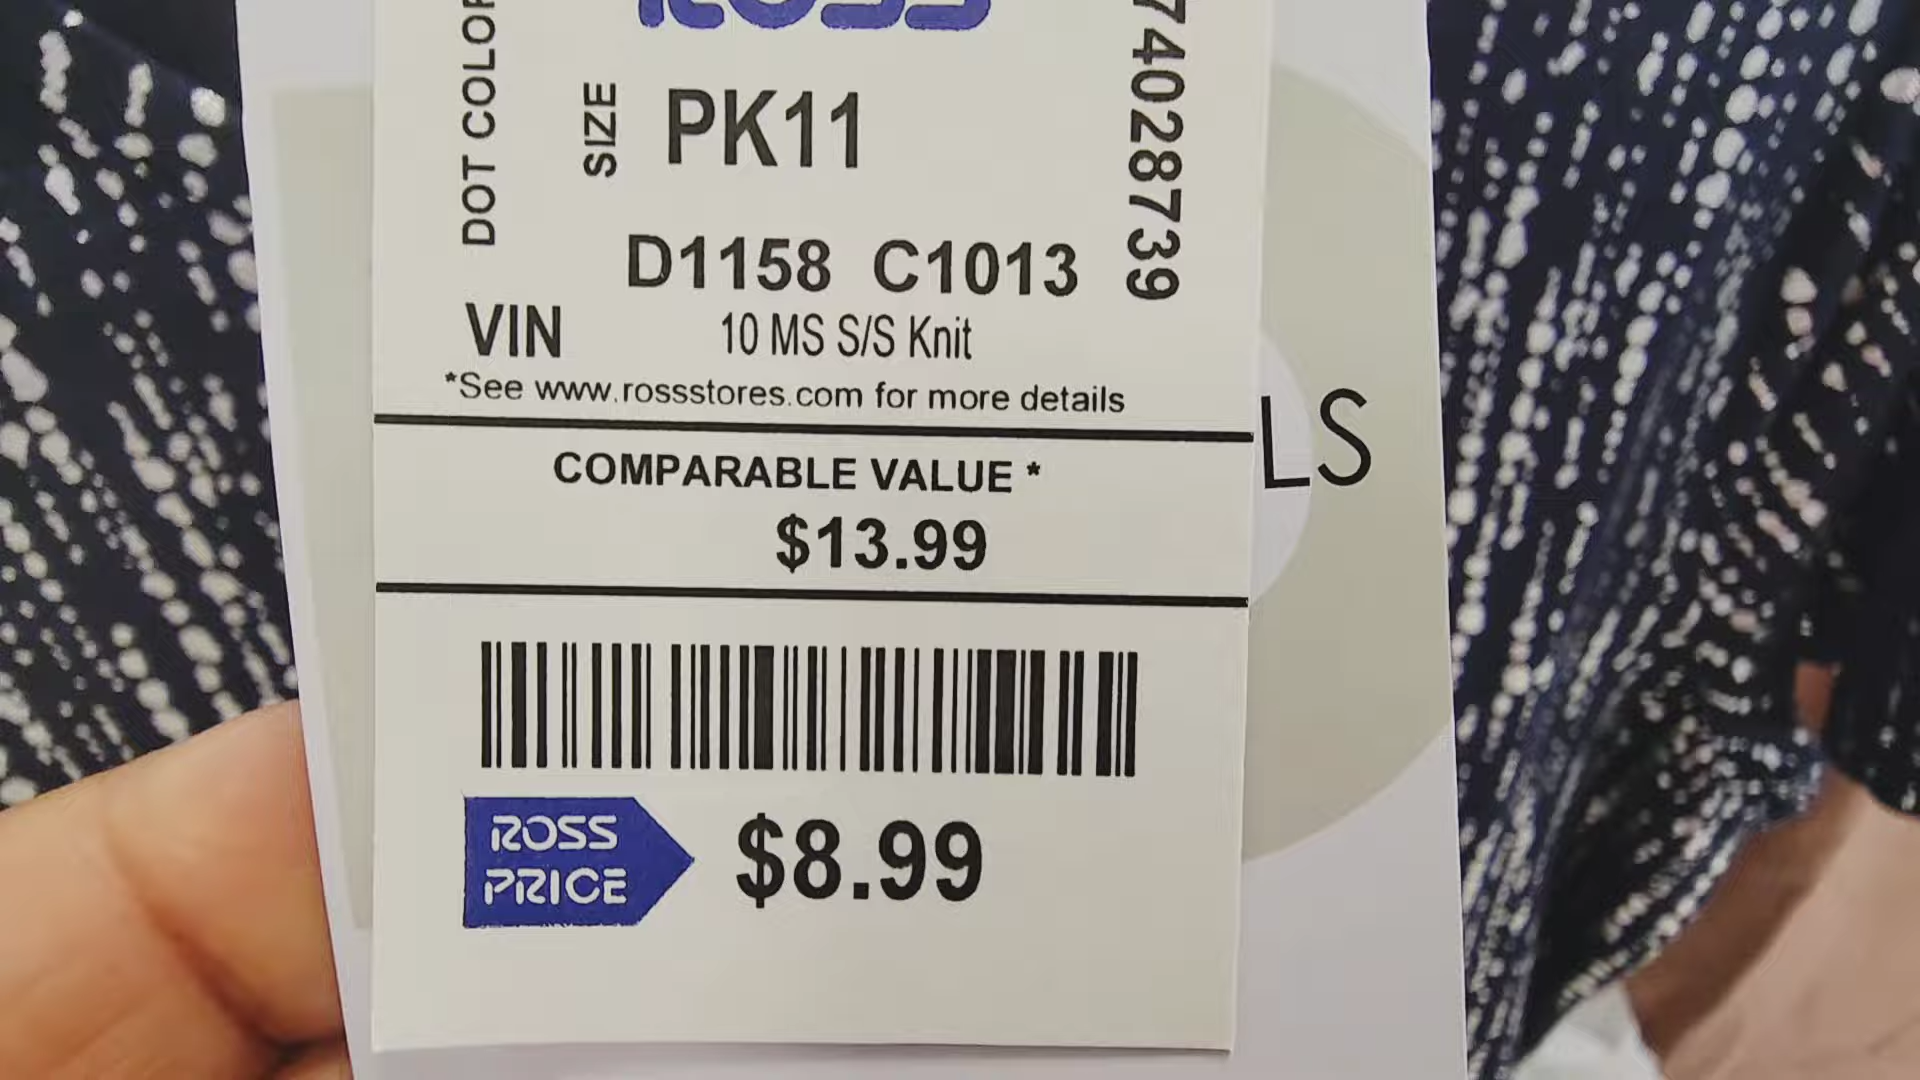 ROSS
DOT COLOR
SIZE
PK11
74028739
D1158 C1013
VIN
10 MS S/S Knit
*See www.rossstores.com for more details
COMPARABLE VALUE *
$13.99
LS
ROSS
PRICE
$8.99